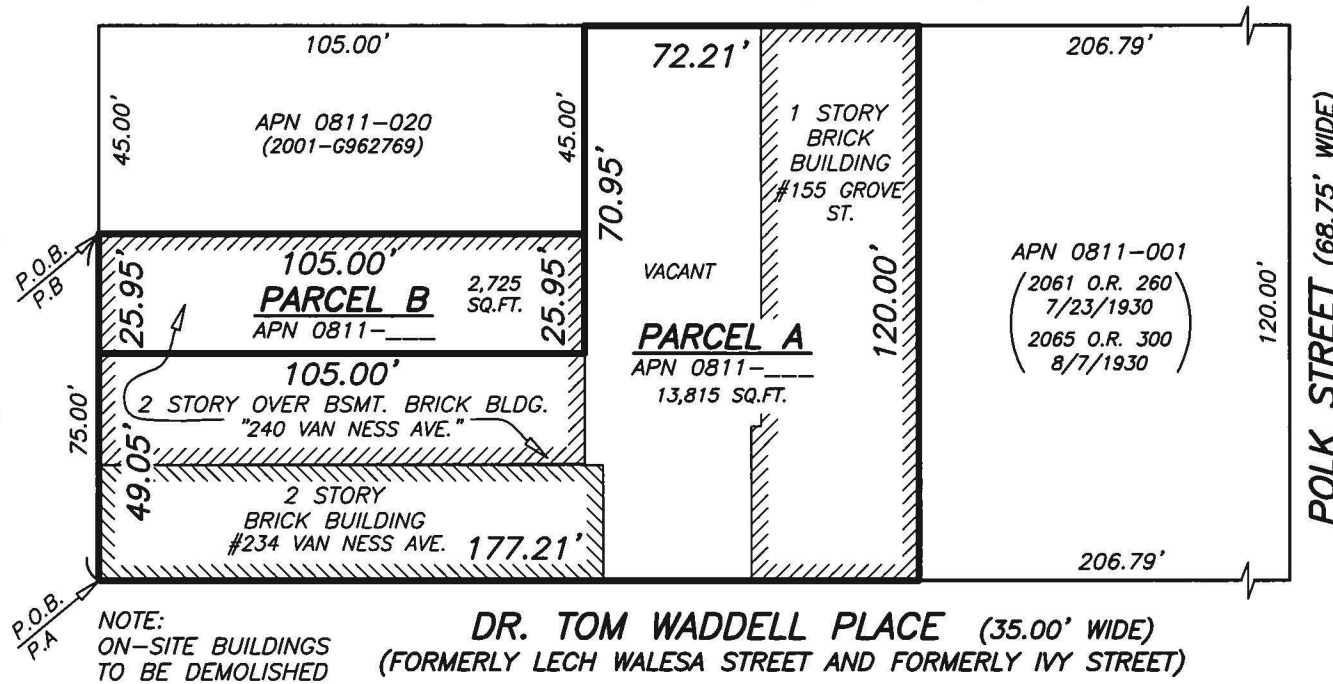 105.00'
45.00'
APN 0811-020
(2001-G962769)
45.00'
72.21'
70.95'
1 STORY
BRICK
BUILDING
#155 GROVE
ST.
206.79'
P.O.B.
P.B
25.95'
105.00'
PARCEL B
APN 0811-___
2,725
SQ.FT.
25.95'
VACANT
PARCEL A
APN 0811-___
13,815 SQ.FT.
120.00'
APN 0811-001
2061 O.R. 260
7/23/1930
2065 O.R. 300
8/7/1930
120.00'
POLK STREET (68.75' WIDE)
75.00'
49.05'
105.00'
2 STORY OVER BSMT. BRICK BLDG.
"240 VAN NESS AVE."
2 STORY
BRICK BUILDING
#234 VAN NESS AVE.
177.21'
206.79'
P.O.B.
P.A
NOTE:
ON-SITE BUILDINGS
TO BE DEMOLISHED
DR. TOM WADDELL PLACE (35.00' WIDE)
(FORMERLY LECH WALESA STREET AND FORMERLY IVY STREET)